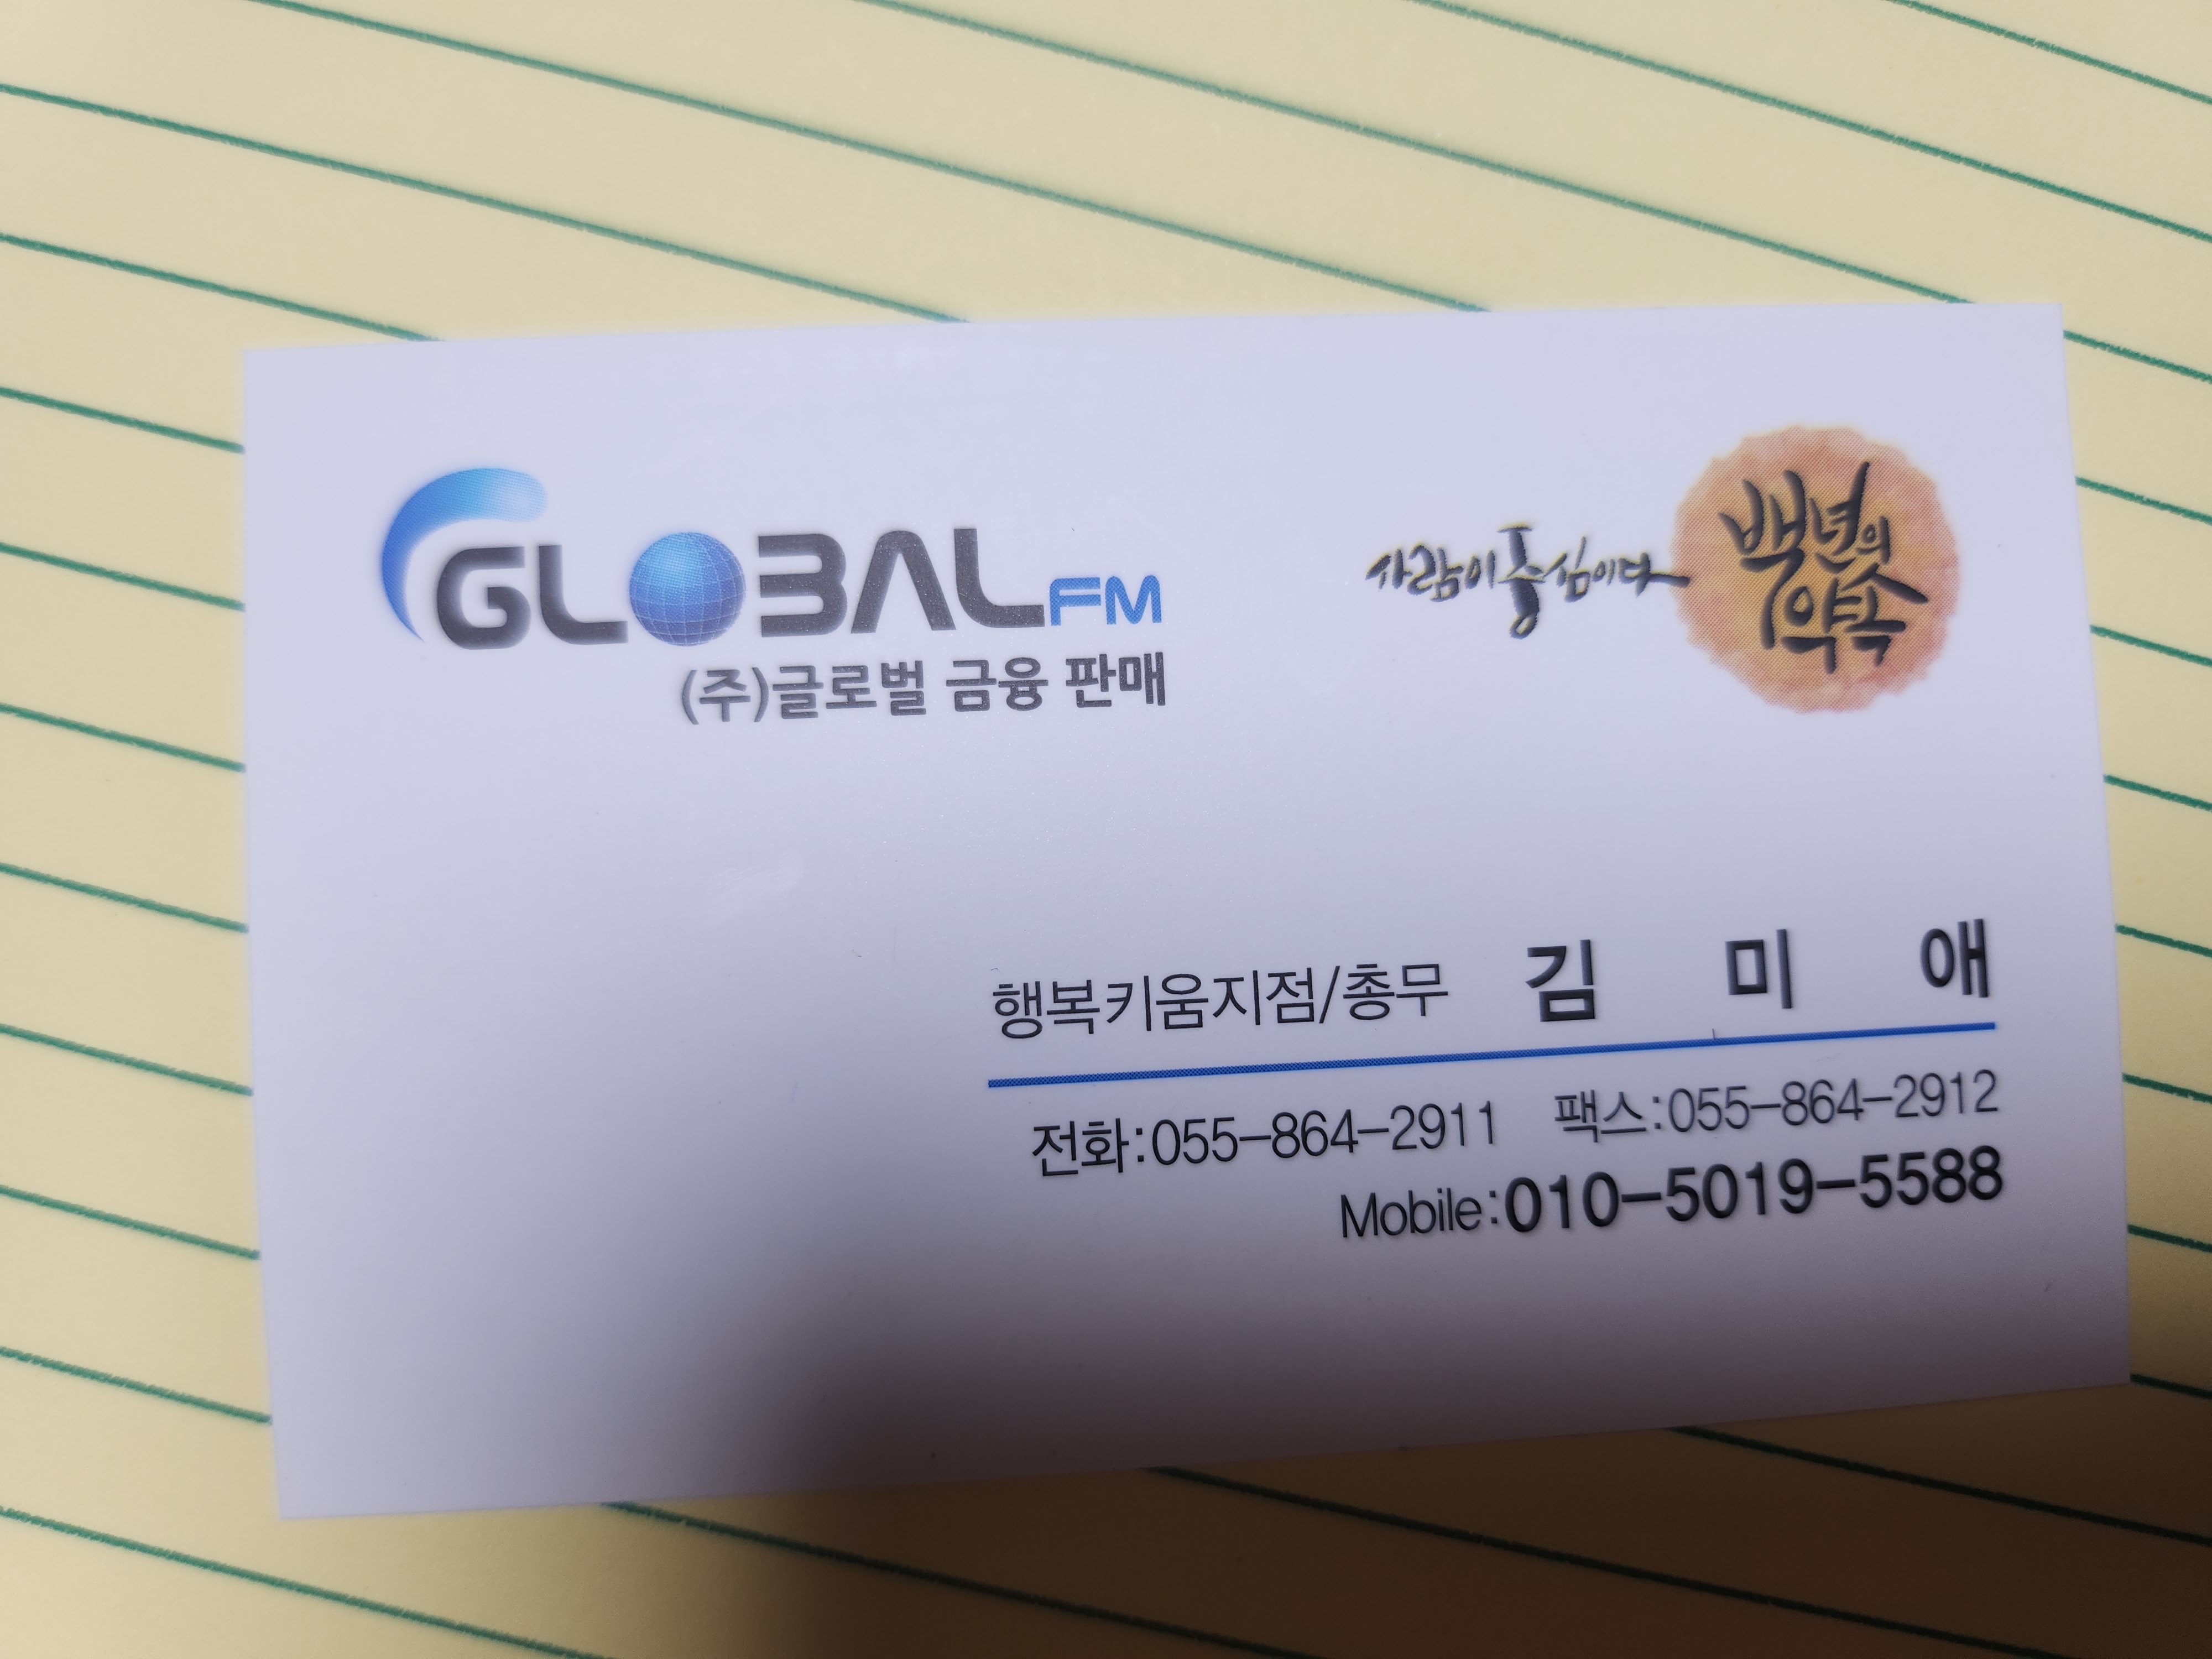 GLOBAL FM
(주)글로벌 금융 판매
사람이 중심이다
백년의
약속
행복키움지점/총무 김 미 애
전화:055-864-2911 팩스:055-864-2912
Mobile:010-5019-5588